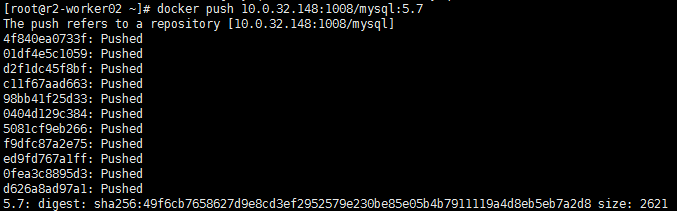 [root@r2-worker02 ~]# docker push 10.0.32.148:1008/mysql:5.7
The push refers to a repository [10.0.32.148:1008/mysql]
4f840ea0733f: Pushed
01df4e5c1059: Pushed
d2f1dc45f8bf: Pushed
c11f67aad663: Pushed
98bb41f25d33: Pushed
0404d129c384: Pushed
5081cf9eb266: Pushed
f9dfc87a2e75: Pushed
ed9fd767a1ff: Pushed
0fea3c8895d3: Pushed
d626a8ad97a1: Pushed
5.7: digest: sha256:49f6cb7658627d9e8cd3ef2952579e230be85e05b4b7911119a4d8eb5eb7a2d8 size: 2621